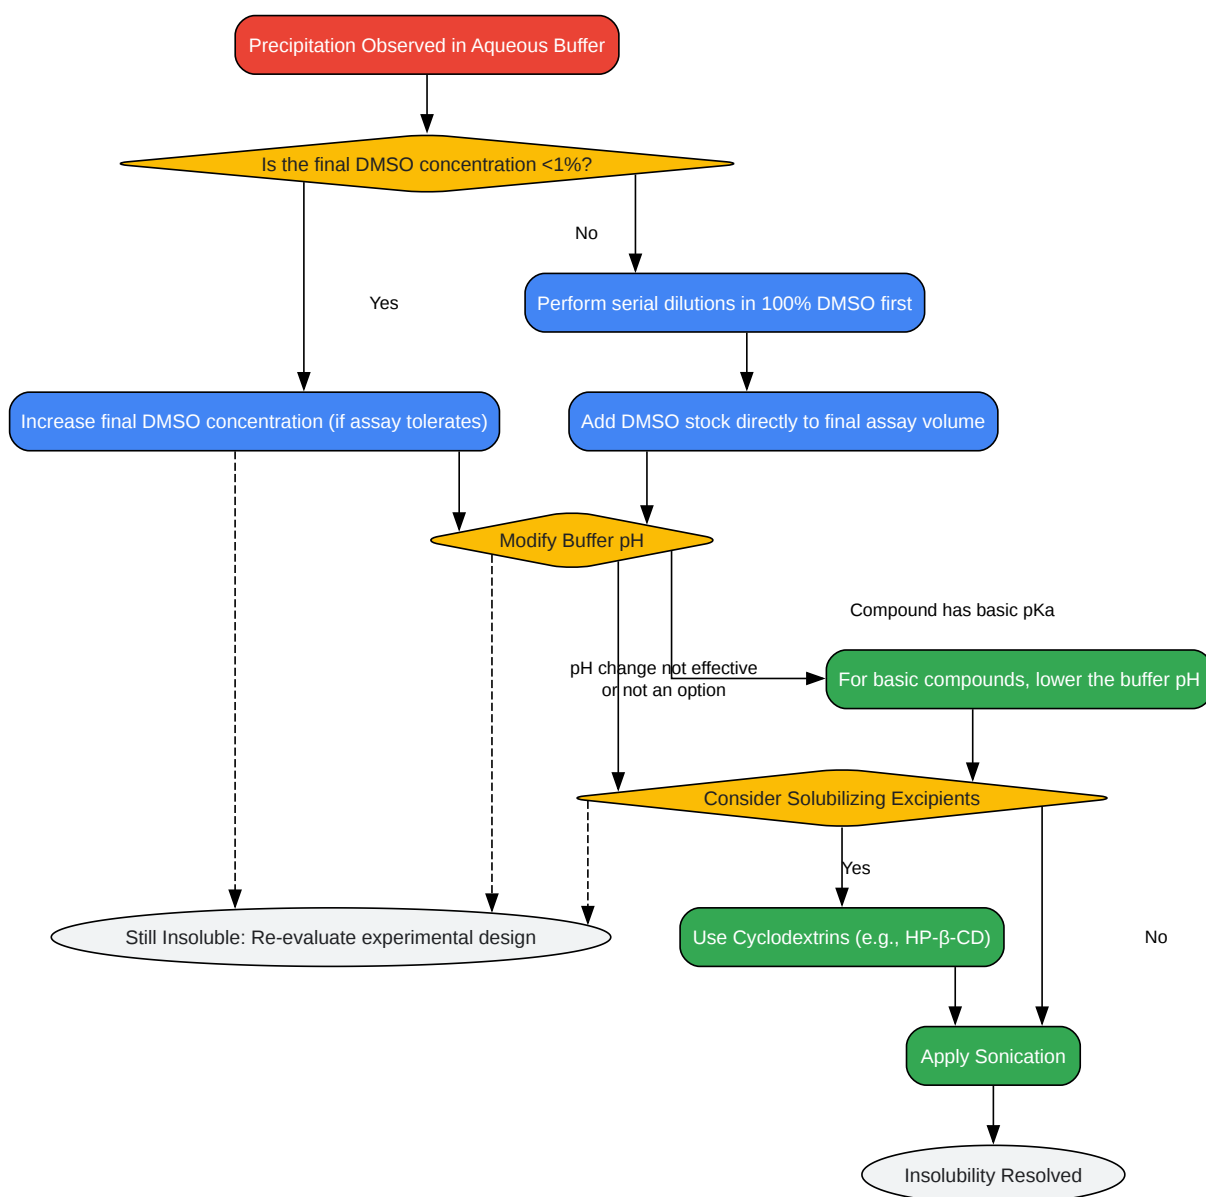 Precipitation Observed in Aqueous Buffer
Is the final DMSO concentration <1%?
No
Perform serial dilutions in 100% DMSO first
Yes
Increase final DMSO concentration (if assay tolerates)
Add DMSO stock directly to final assay volume
Modify Buffer pH
Compound has basic pKa
pH change not effective
or not an option
For basic compounds, lower the buffer pH
Consider Solubilizing Excipients
Yes
Still Insoluble: Re-evaluate experimental design
Use Cyclodextrins (e.g., HP-β-CD)
No
Apply Sonication
Insolubility Resolved